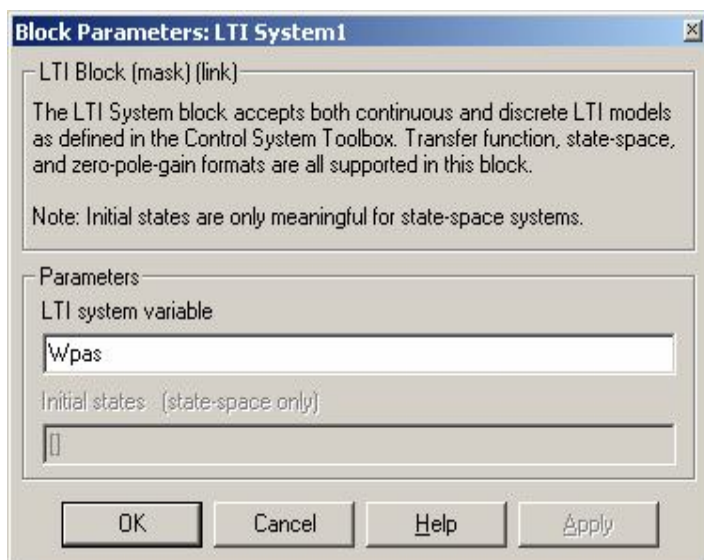 Block Parameters: LTI System1
LTI Block (mask) (link)
The LTI System block accepts both continuous and discrete LTI models
as defined in the Control System Toolbox. Transfer function, state-space,
and zero-pole-gain formats are all supported in this block.
Note: Initial states are only meaningful for state-space systems.
Parameters
LTI system variable
Wpas
Initial states (state-space only)
[]
OK Cancel Help Apply